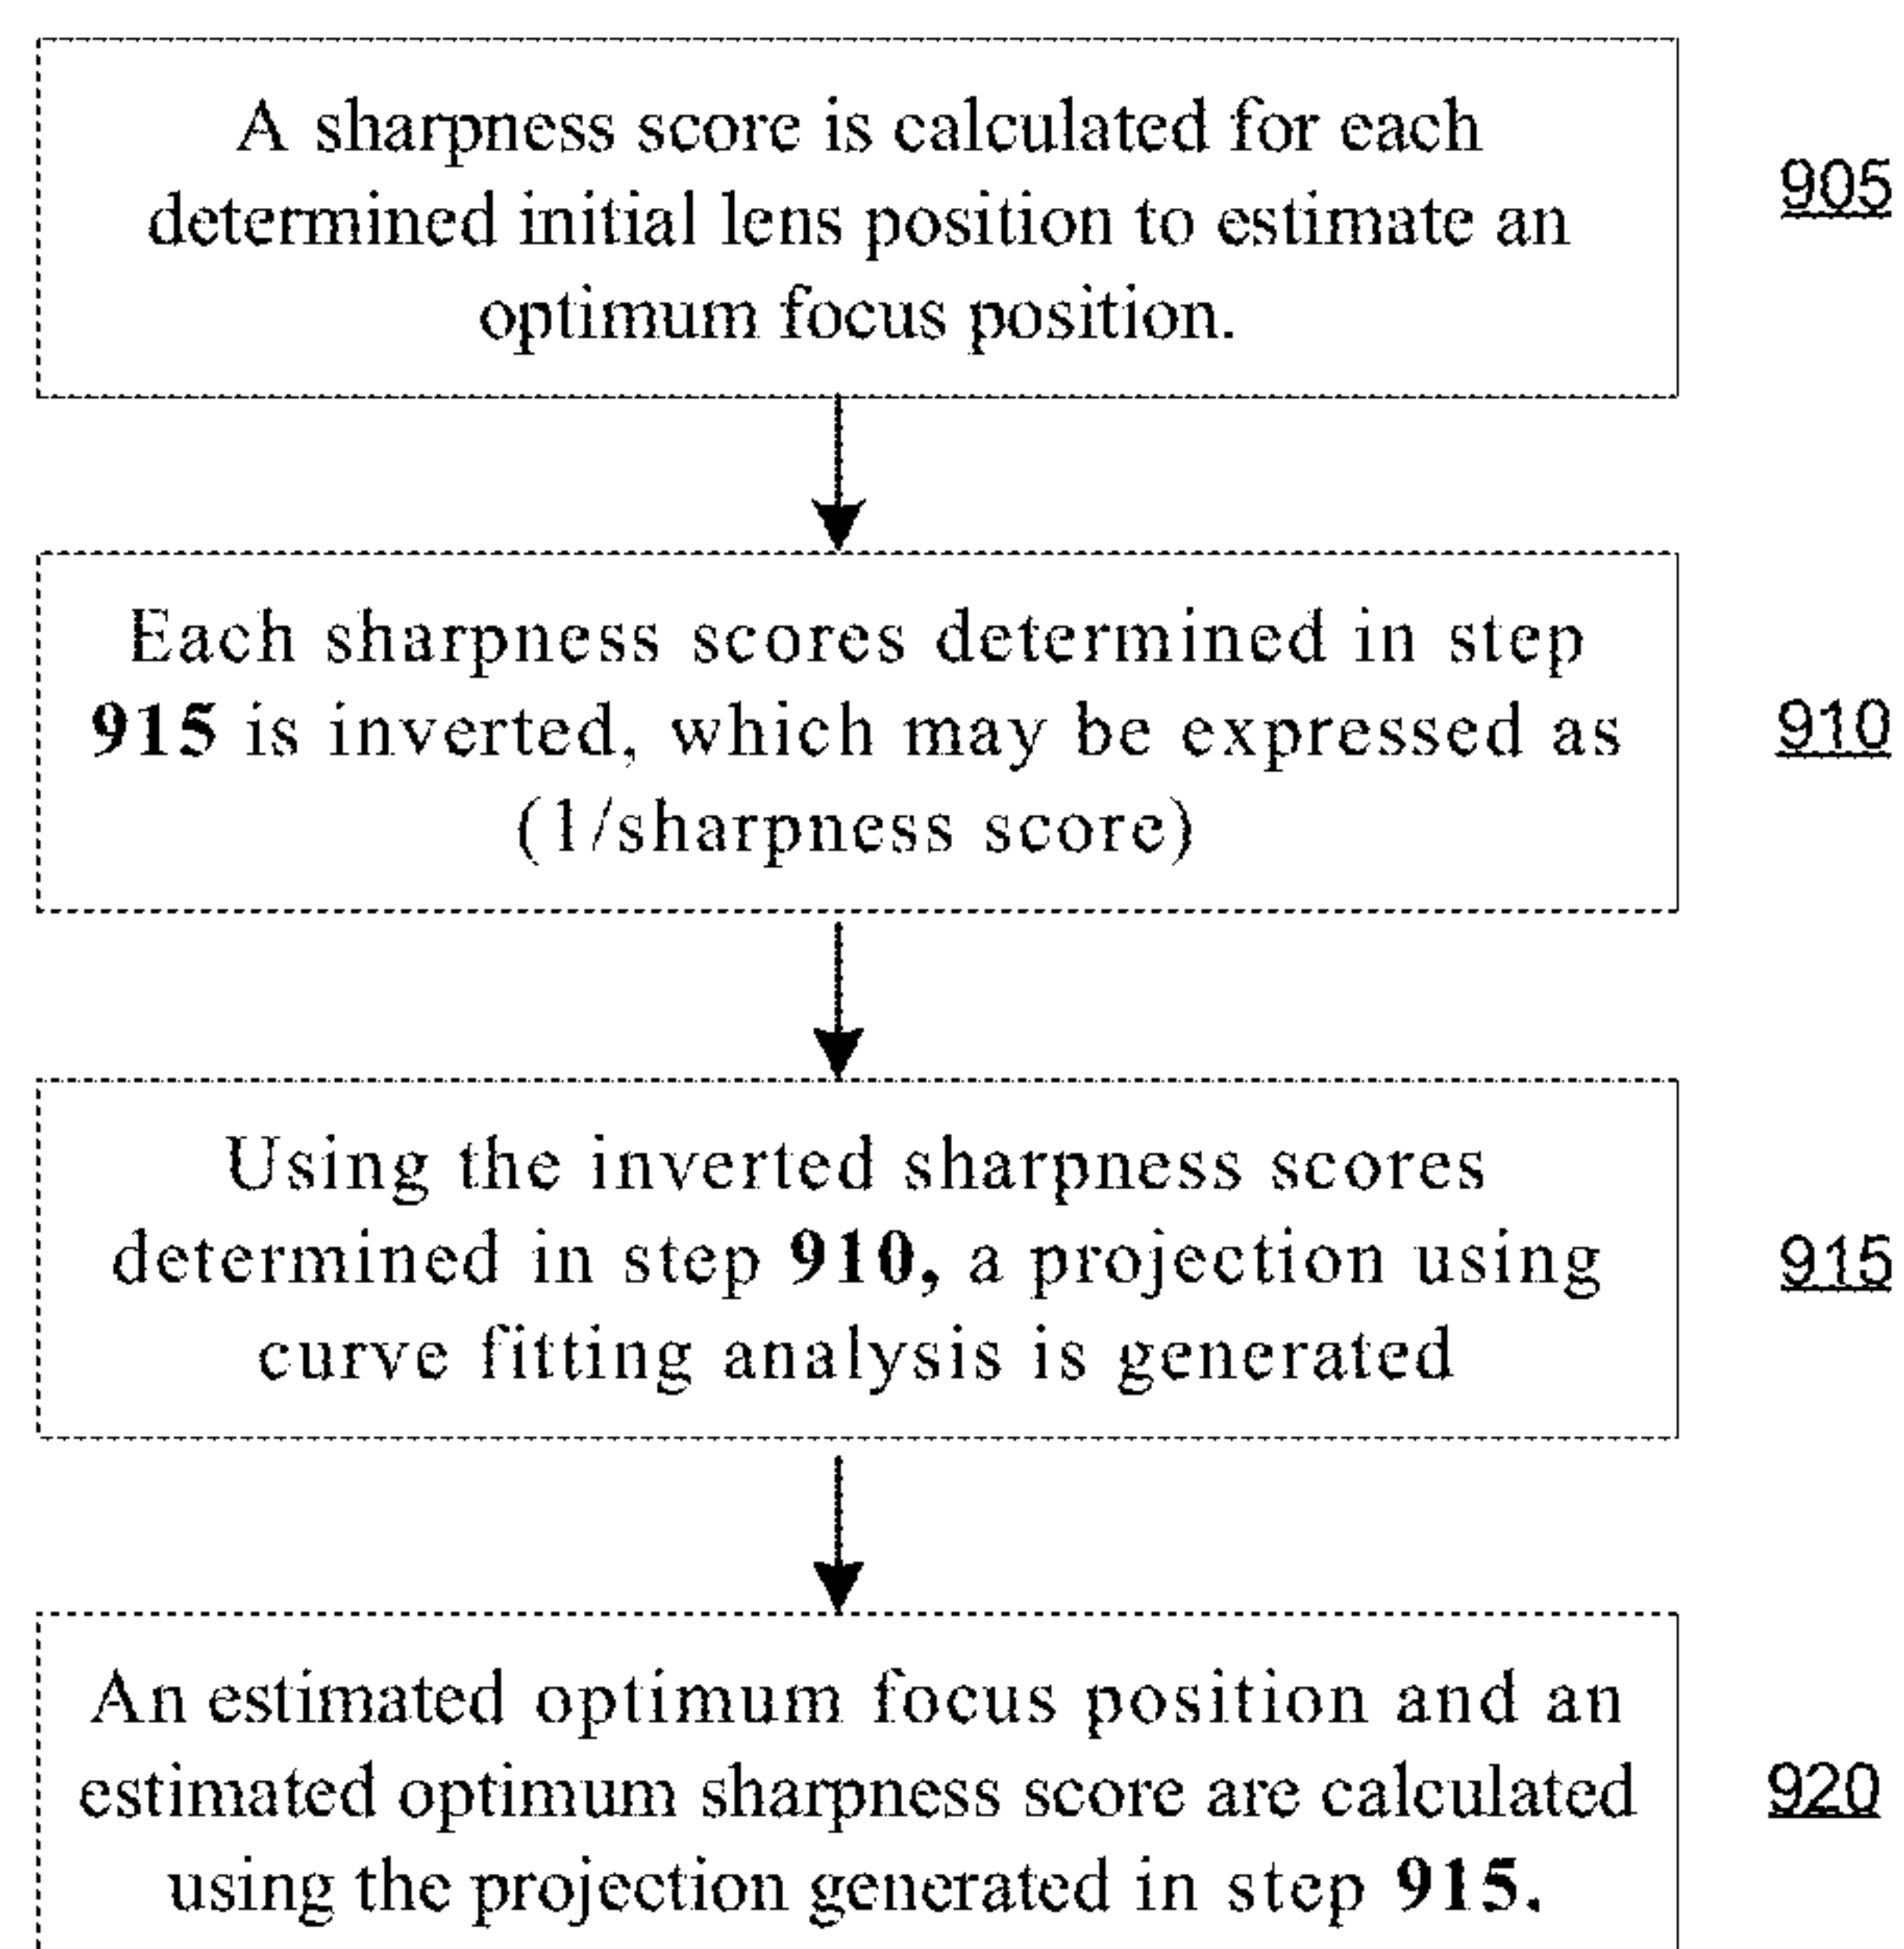 A sharpness score is calculated for each
determined initial lens position to estimate an
optimum focus position.
905
Each sharpness scores determined in step
915 is inverted, which may be expressed as
(1/sharpness score)
910
Using the inverted sharpness scores
determined in step 910, a projection using
curve fitting analysis is generated
915
An estimated optimum focus position and an
estimated optimum sharpness score are calculated
using the projection generated in step 915.
920